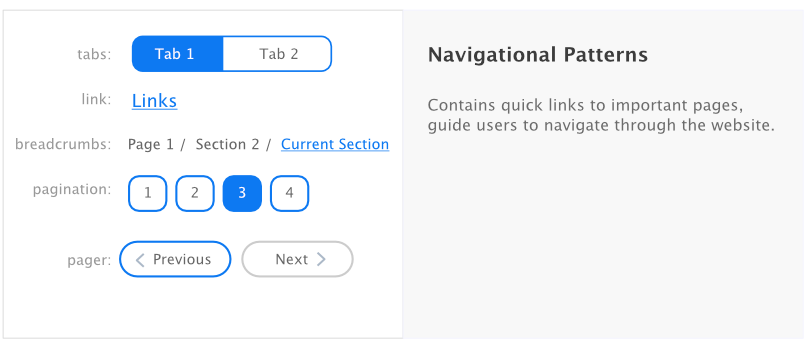 tabs: Tab 1 Tab 2
link: Links
breadcrumbs: Page 1 / Section 2 / Current Section
pagination: 1 2 3 4
pager: Previous Next
Navigational Patterns
Contains quick links to important pages,
guide users to navigate through the website.